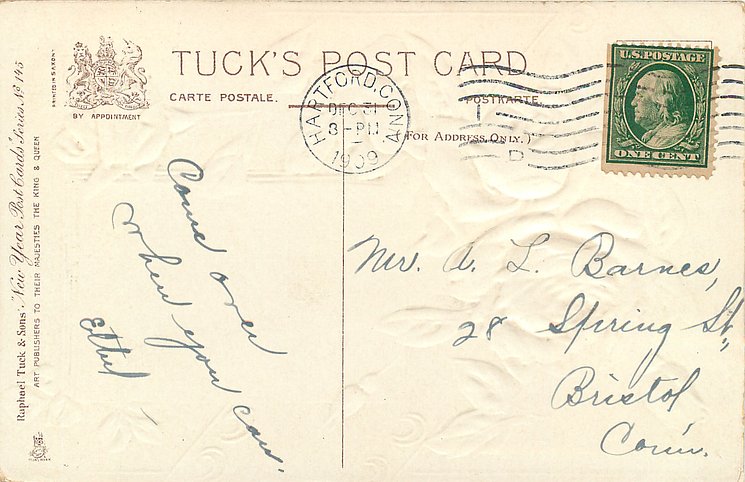 TUCK'S POST CARD
CARTE POSTALE.
POSTKARTE
(FOR ADDRESS ONLY.)
BY APPOINTMENT
PRINTED IN SAXONY
Raphael Tuck & Sons' "New Year Post Cards" Series, No 145
ART PUBLISHERS TO THEIR MAJESTIES THE KING & QUEEN
HARTFORD, CONN
DEC 31
3-PM
1909
U.S. POSTAGE
ONE CENT
Come over
when you can.
Ethel
Mr. A. L. Barnes,
28 Spring St.,
Bristol
Conn.